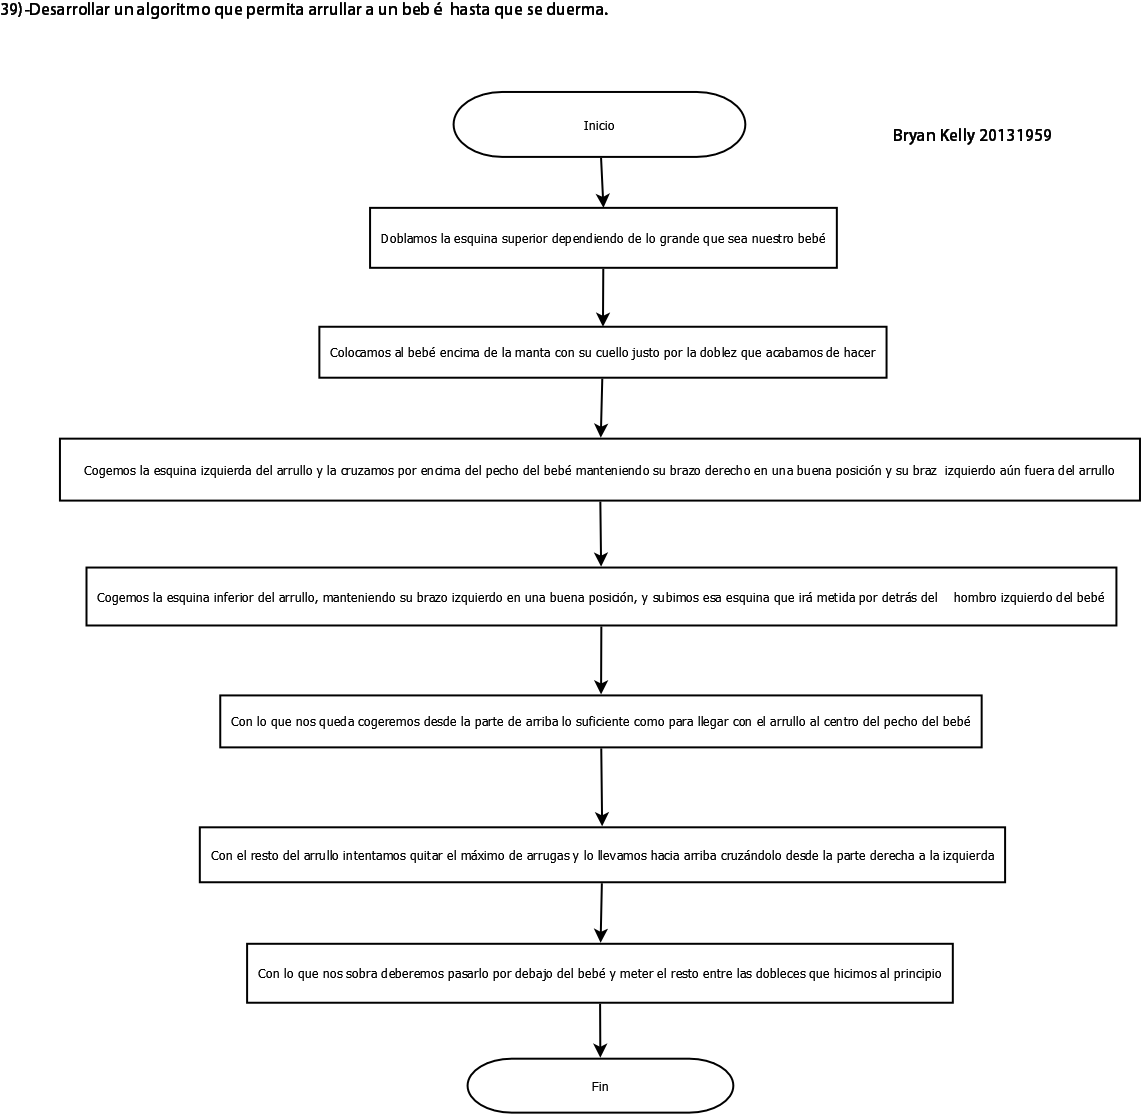 39)-Desarrollar un algoritmo que permita arrullar a un beb é hasta que se duerma.
Inicio
Bryan Kelly 20131959
Doblamos la esquina superior dependiendo de lo grande que sea nuestro bebé
Colocamos al bebé encima de la manta con su cuello justo por la doblez que acabamos de hacer
Cogemos la esquina izquierda del arrullo y la cruzamos por encima del pecho del bebé manteniendo su brazo derecho en una buena posición y su braz izquierdo aún fuera del arrullo
Cogemos la esquina inferior del arrullo, manteniendo su brazo izquierdo en una buena posición, y subimos esa esquina que irá metida por detrás del hombro izquierdo del bebé
Con lo que nos queda cogeremos desde la parte de arriba lo suficiente como para llegar con el arrullo al centro del pecho del bebé
Con el resto del arrullo intentamos quitar el máximo de arrugas y lo llevamos hacia arriba cruzándolo desde la parte derecha a la izquierda
Con lo que nos sobra deberemos pasarlo por debajo del bebé y meter el resto entre las dobleces que hicimos al principio
Fin